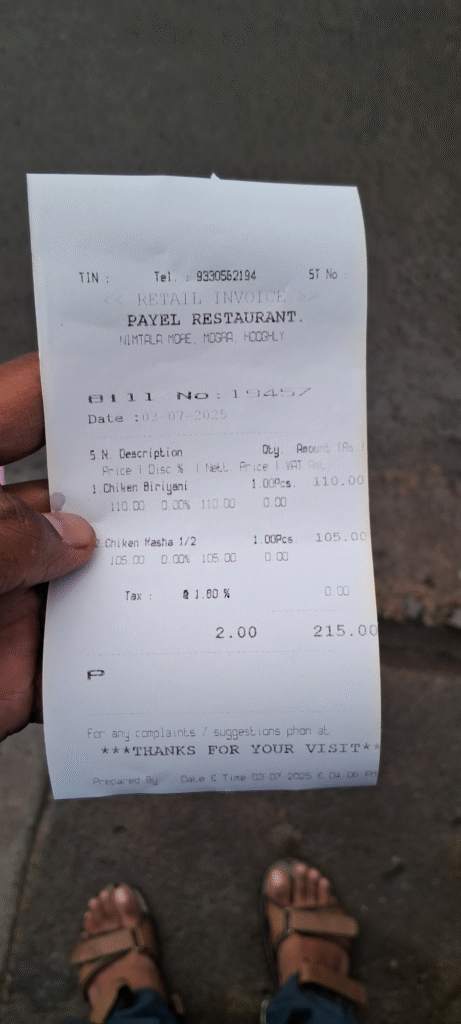 TIN : Tel. : 9330562194 ST No
<< RETAIL INVOICE >>
PAYEL RESTAURANT.
NIMTALA MORE, MOGRA, HOOGHLY
Bill No:19457
Date :03-07-2025
S.N. Description Qty. Amount (Rs.
Price | Disc % | Nett Price | VAT
1.Chiken Biriyani 1.00Pcs. 110.00
110.00 0.00% 110.00 0.00
.Chiken Kasha 1/2 1.00Pcs. 105.00
105.00 0.00% 105.00 0.00
Tax : @ 1.80 % 0.00
2.00 215.00
P
For any complaints / suggestions phon at
***THANKS FOR YOUR VISIT**
Prepared By Date & Time 03 07 2025 & 04 06 PM